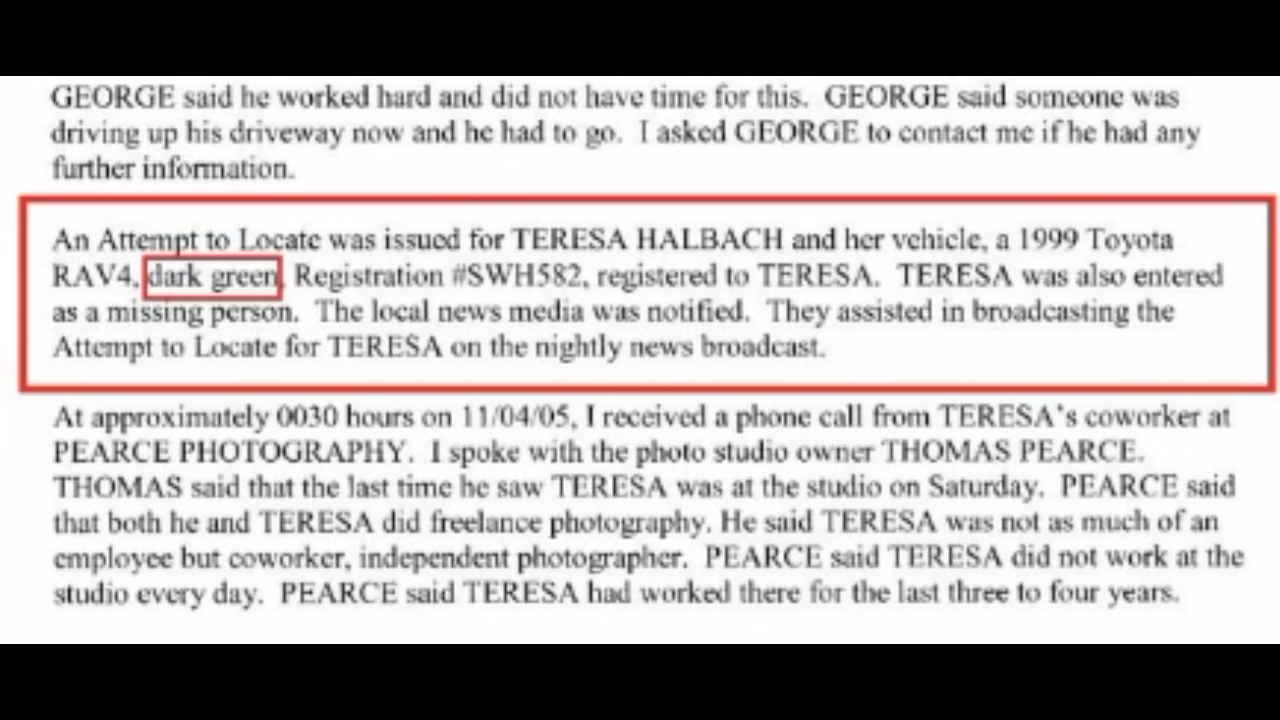 GEORGE said he worked hard and did not have time for this.  GEORGE said someone was
driving up his driveway now and he had to go.  I asked GEORGE to contact me if he had any
further information.
An Attempt to Locate was issued for TERESA HALBACH and her vehicle, a 1999 Toyota
RAV4, dark green, Registration #SWH582, registered to TERESA.  TERESA was also entered
as a missing person.  The local news media was notified.  They assisted in broadcasting the
Attempt to Locate for TERESA on the nightly news broadcast.
At approximately 0030 hours on 11/04/05, I received a phone call from TERESA's coworker at
PEARCE PHOTOGRAPHY.  I spoke with the photo studio owner THOMAS PEARCE.
THOMAS said that the last time he saw TERESA was at the studio on Saturday.  PEARCE said
that both he and TERESA did freelance photography. He said TERESA was not as much of an
employee but coworker, independent photographer.  PEARCE said TERESA did not work at the
studio every day.  PEARCE said TERESA had worked there for the last three to four years.